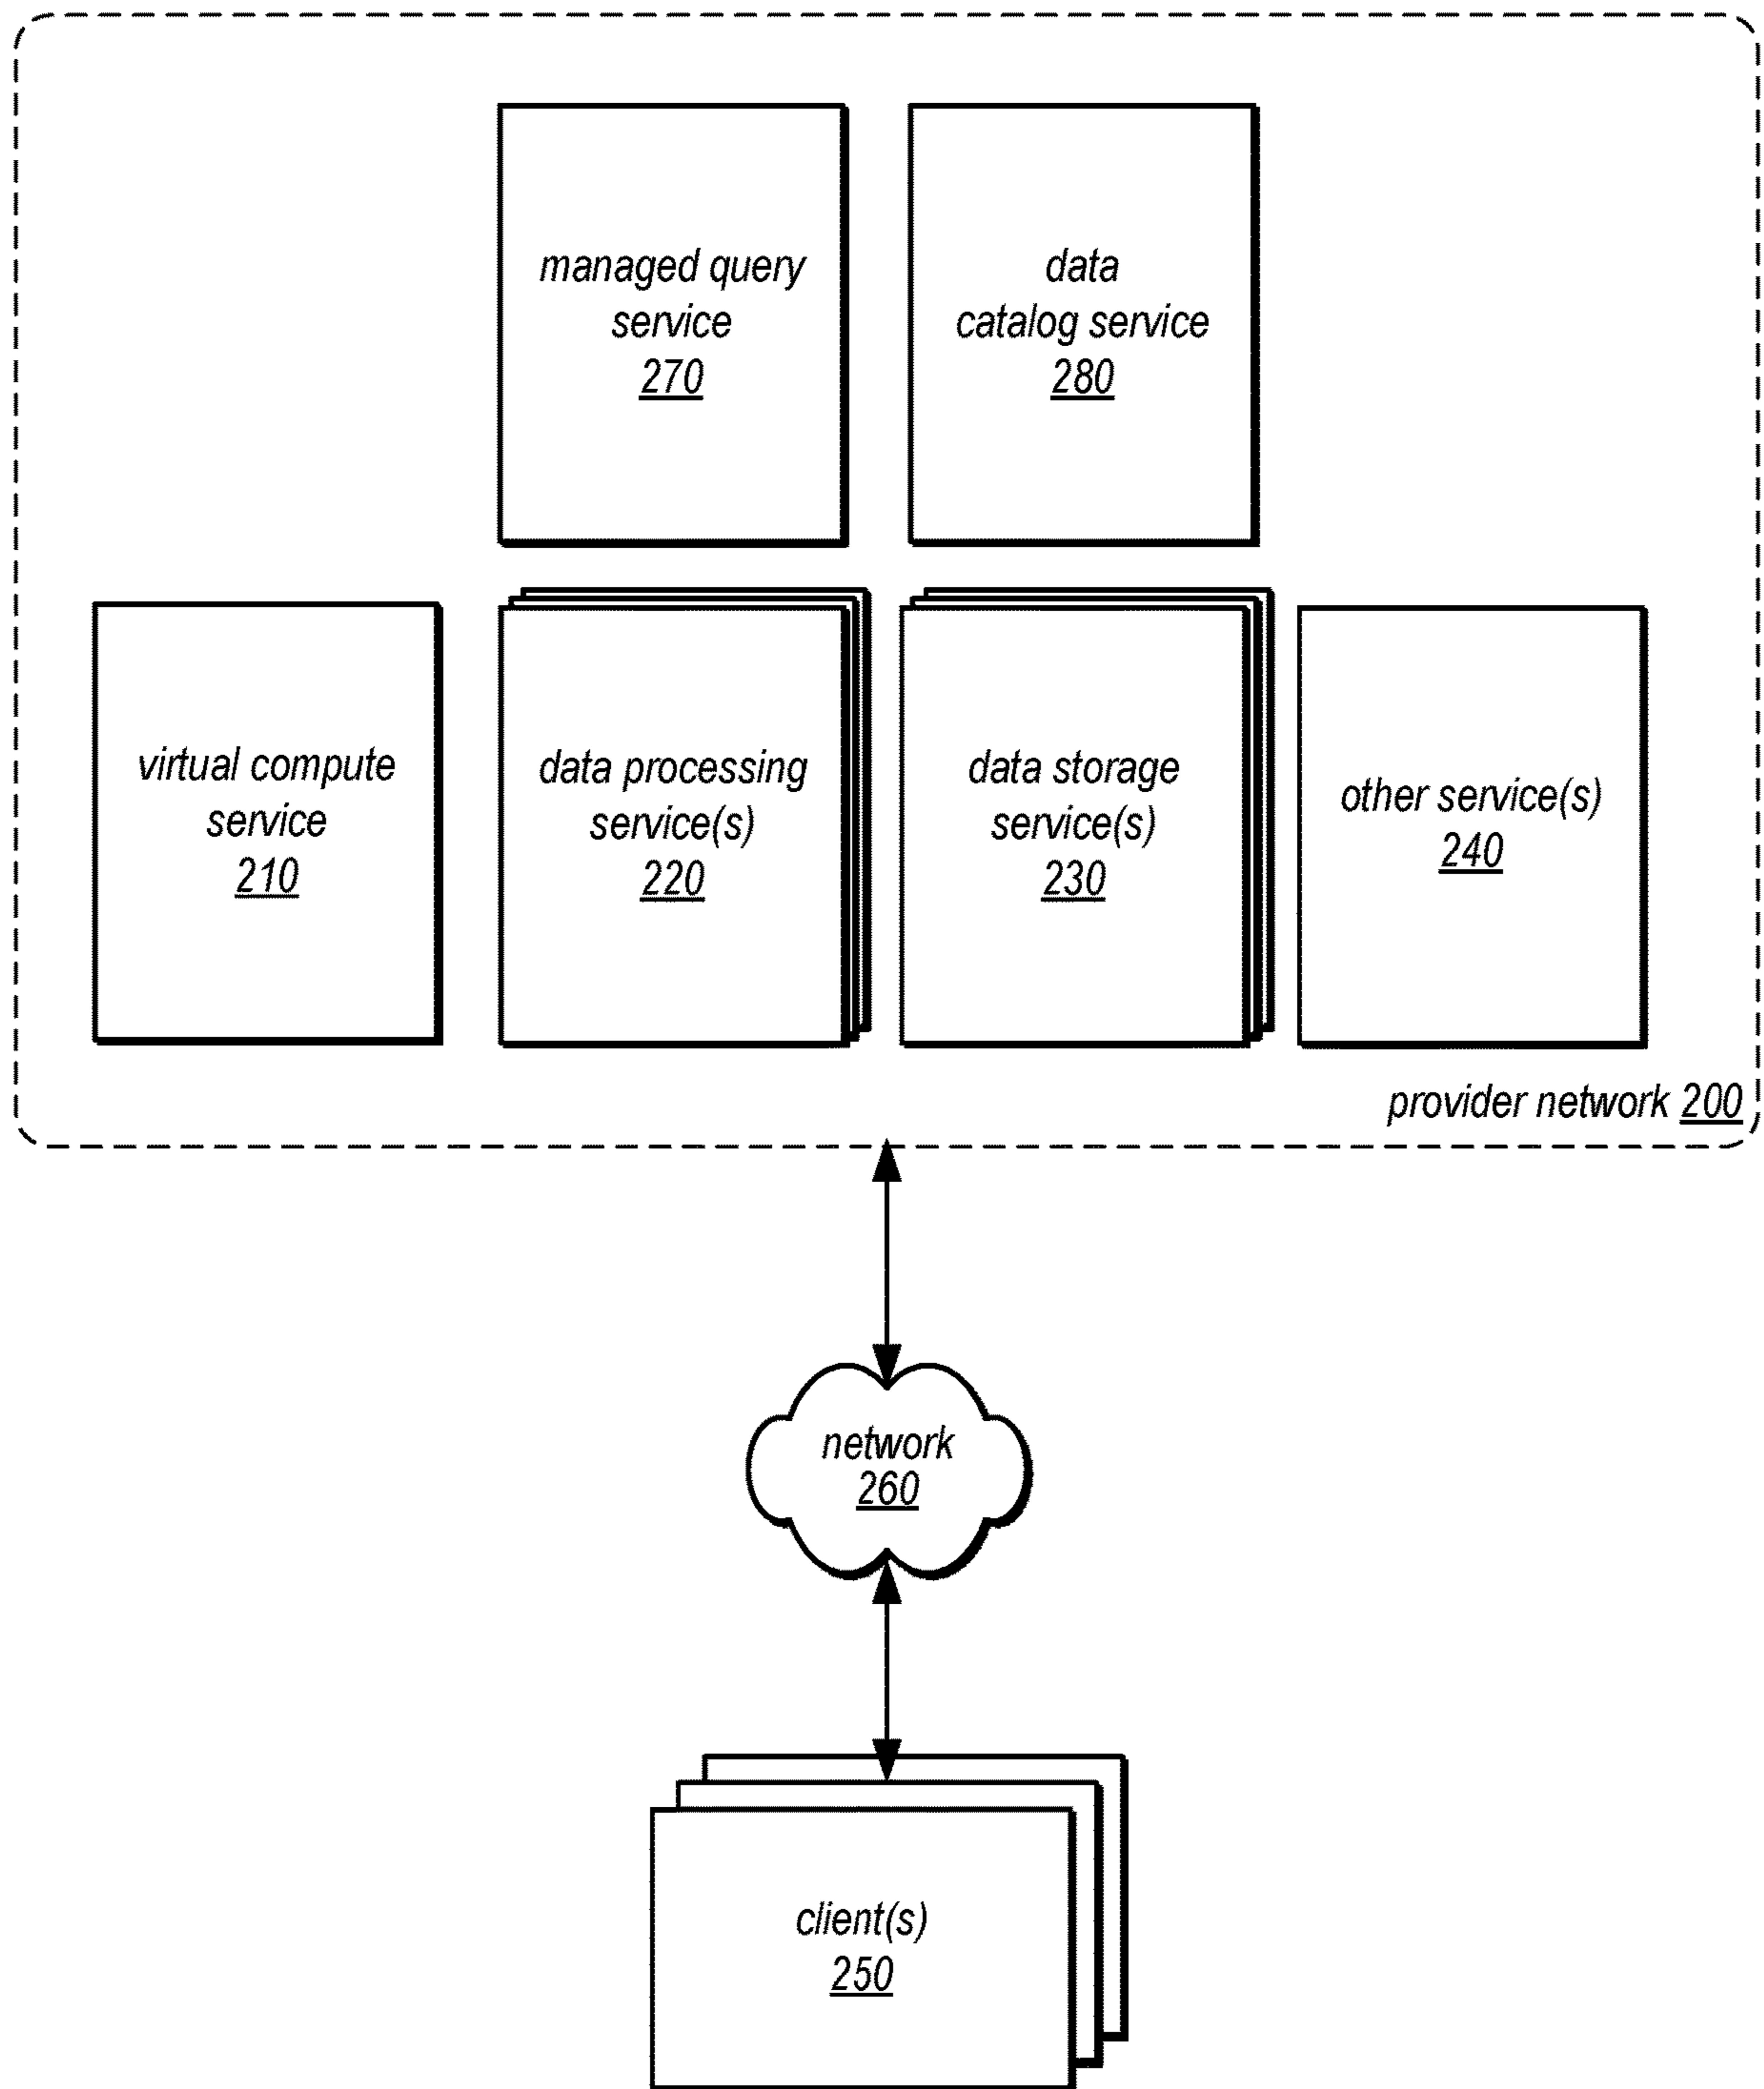 managed query
service
270
data
catalog service
280
virtual compute
service
210
data processing
service(s)
220
data storage
service(s)
230
other service(s)
240
provider network 200
network
260
client(s)
250